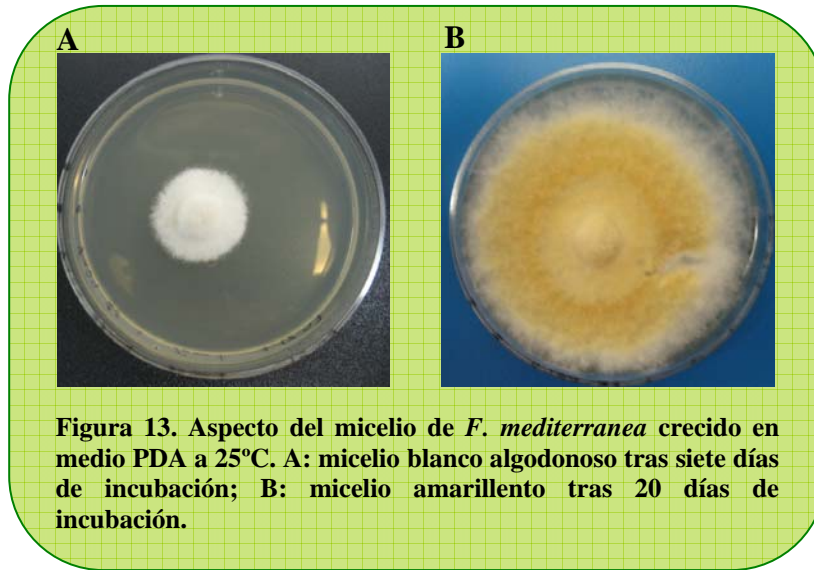 A B
Figura 13. Aspecto del micelio de F. mediterranea crecido en
medio PDA a 25ºC. A: micelio blanco algodonoso tras siete días
de incubación; B: micelio amarillento tras 20 días de
incubación.